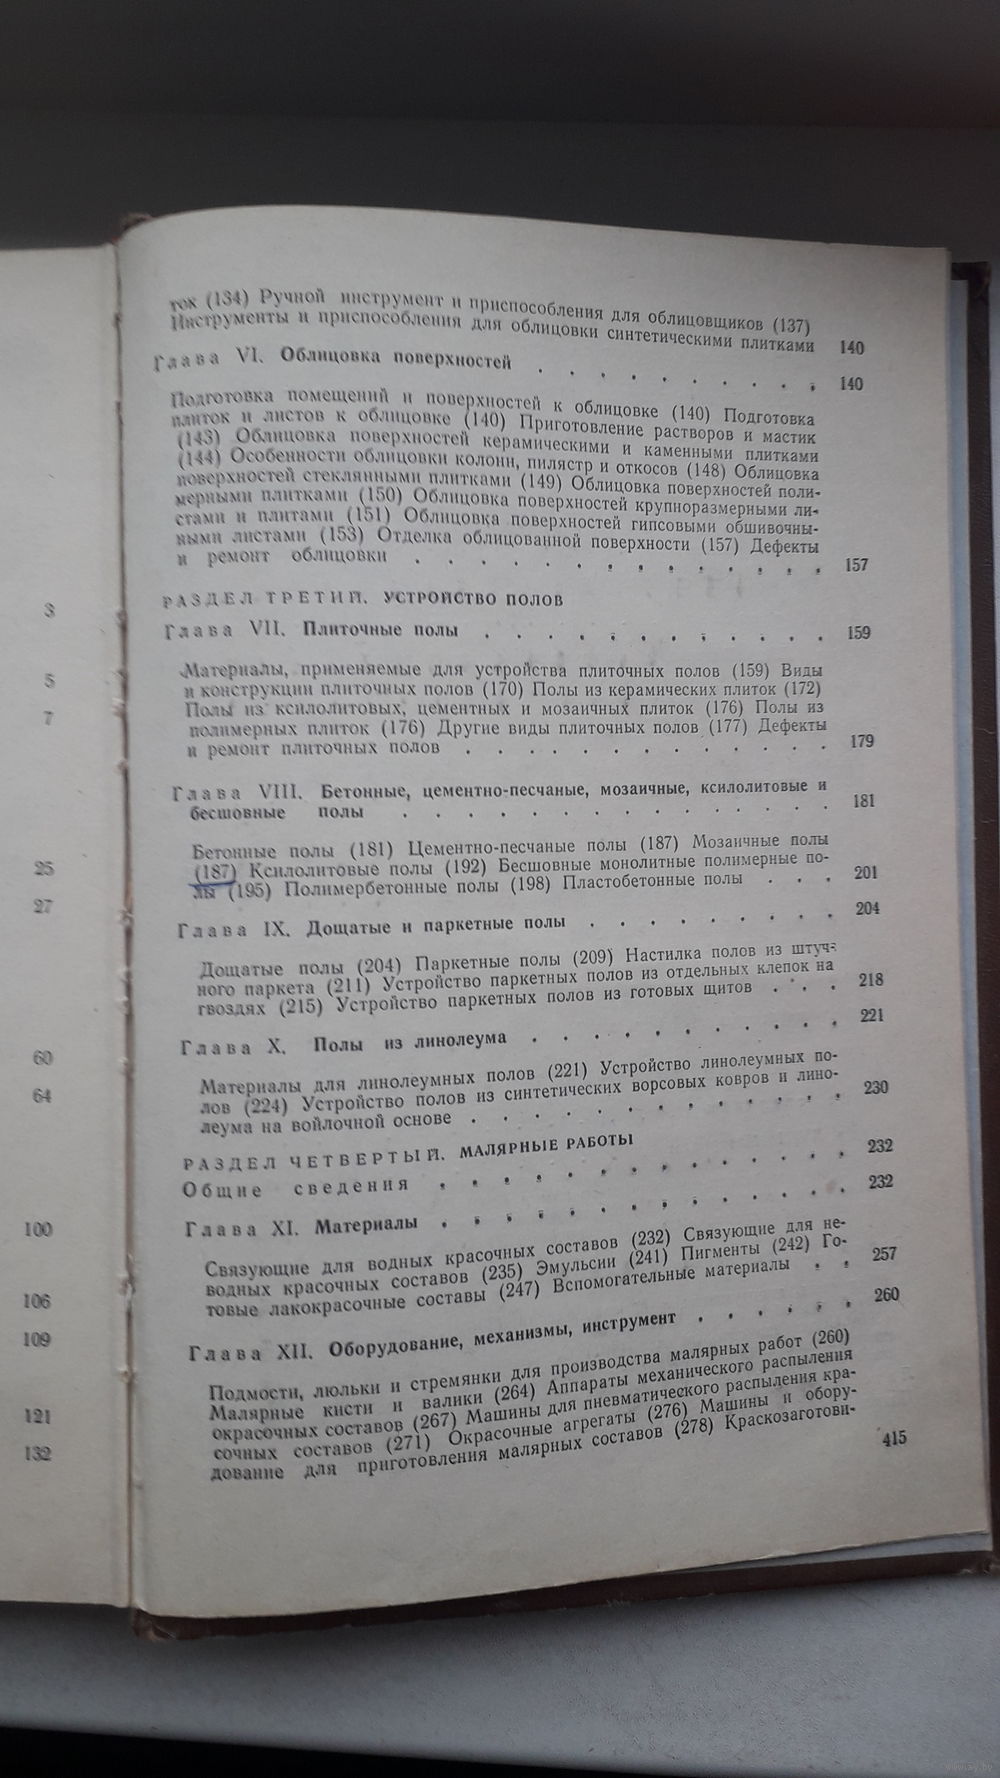 ток (134) Ручной инструмент и приспособления для облицовщиков (137)
Инструменты и приспособления для облицовки синтетическими плитками 140
Глава VI. Облицовка поверхностей . . . . . . . . . . 140
Подготовка помещений и поверхностей к облицовке (140) Подготовка
плиток и листов к облицовке (140) Приготовление растворов и мастик
(143) Облицовка поверхностей керамическими и каменными плитками
(144) Особенности облицовки колонн, пилястр и откосов (148) Облицовка
поверхностей стеклянными плитками (149) Облицовка поверхностей поли-
мерными плитками (150) Облицовка поверхностей крупноразмерными ли-
стами и плитами (151) Облицовка поверхностей гипсовыми обшивочны-
ными листами (153) Отделка облицованной поверхности (157) Дефекты
и ремонт облицовки . . . . . . . . . . . . . . 157
РАЗДЕЛ ТРЕТИЙ. УСТРОЙСТВО ПОЛОВ
Глава VII. Плиточные полы . . . . . . . . . . . . 159
Материалы, применяемые для устройства плиточных полов (159) Виды
и конструкции плиточных полов (170) Полы из керамических плиток (172)
Полы из ксилолитовых, цементных и мозаичных плиток (176) Полы из
полимерных плиток (176) Другие виды плиточных полов (177) Дефекты
и ремонт плиточных полов . . . . . . . . . . . . . 179
Глава VIII. Бетонные, цементно-песчаные, мозаичные, ксилолитовые и
бесшовные полы . . . . . . . . . . . . . . . 181
Бетонные полы (181) Цементно-песчаные полы (187) Мозаичные полы
(187) Ксилолитовые полы (192) Бесшовные монолитные полимерные по-
лы (195) Полимербетонные полы (198) Пластобетонные полы . . . 201
Глава IX. Дощатые и паркетные полы . . . . . . . . . 204
Дощатые полы (204) Паркетные полы (209) Настилка полов из штуч-
ного паркета (211) Устройство паркетных полов из отдельных клепок на
гвоздях (215) Устройство паркетных полов из готовых щитов . . . 218
Глава X. Полы из линолеума . . . . . . . . . . . 221
Материалы для линолеумных полов (221) Устройство линолеумных по-
лов (224) Устройство полов из синтетических ворсовых ковров и лино-
леума на войлочной основе . . . . . . . . . . . . 230
РАЗДЕЛ ЧЕТВЕРТЫЙ. МАЛЯРНЫЕ РАБОТЫ
Общие сведения . . . . . . . . . . . . . 232
Глава XI. Материалы . . . . . . . . . . . . . 232
Связующие для водных красочных составов (232) Связующие для не-
водных красочных составов (235) Эмульсии (241) Пигменты (242) Го-
товые лакокрасочные составы (247) Вспомогательные материалы . . 257
Глава XII. Оборудование, механизмы, инструмент . . . . . . 260
Подмости, люльки и стремянки для производства малярных работ (260)
Малярные кисти и валики (264) Аппараты механического распыления
окрасочных составов (267) Машины для пневматического распыления кра-
сочных составов (271) Окрасочные агрегаты (276) Машины и обору-
дование для приготовления малярных составов (278) Краскозаготови-
415
3
5
7
25
27
60
64
100
106
109
121
132